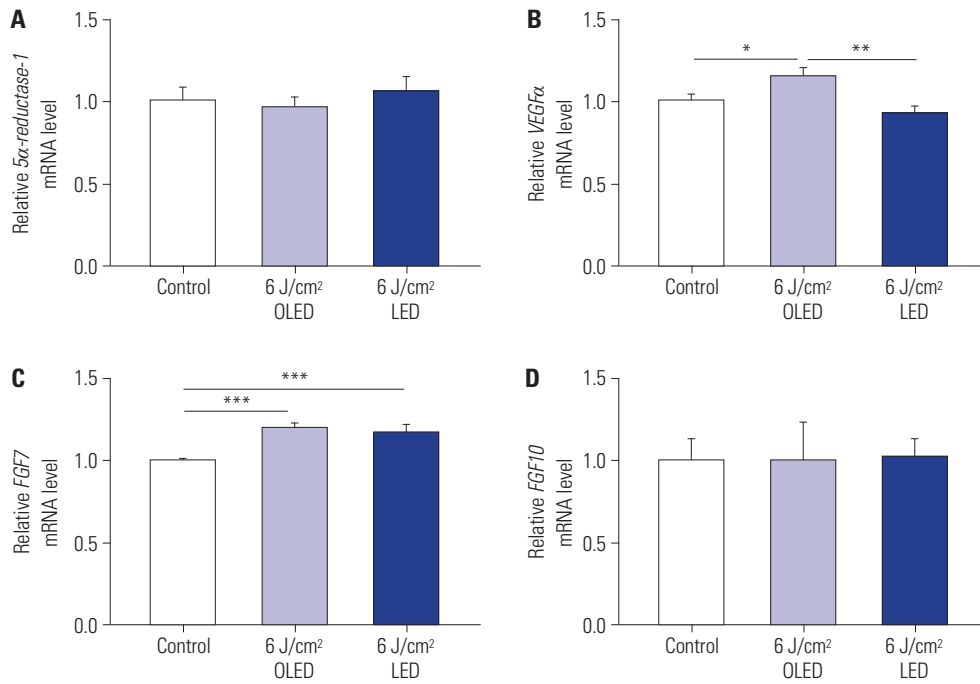 A
Relative 5α-reductase-1
mRNA level
1.5
1.0
0.5
0.0
Control
6 J/cm²
OLED
6 J/cm²
LED
B
Relative VEGFα
mRNA level
1.5
1.0
0.5
0.0
*
**
Control
6 J/cm²
OLED
6 J/cm²
LED
C
Relative FGF7
mRNA level
1.5
1.0
0.5
0.0
***
***
Control
6 J/cm²
OLED
6 J/cm²
LED
D
Relative FGF10
mRNA level
1.5
1.0
0.5
0.0
Control
6 J/cm²
OLED
6 J/cm²
LED